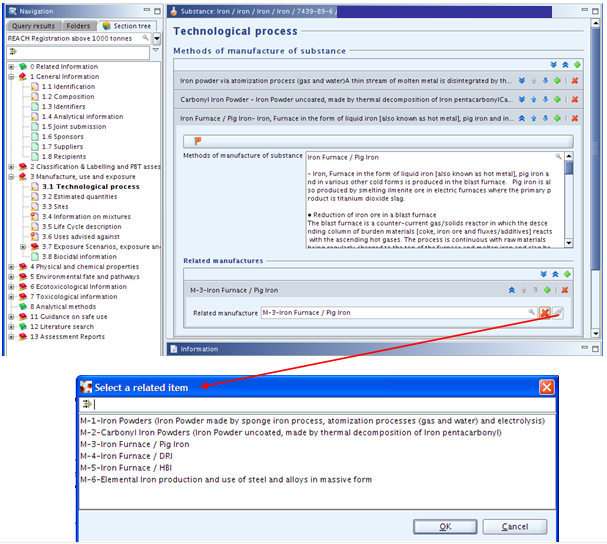 Navigation
Query results Folders Section tree
REACH Registration above 1000 tonnes
0 Related Information
1 General Information
1.1 Identification
1.2 Composition
1.3 Identifiers
1.4 Analytical information
1.5 Joint submission
1.6 Sponsors
1.7 Suppliers
1.8 Recipients
2 Classification & Labelling and PBT asses
3 Manufacture, use and exposure
3.1 Technological process
3.2 Estimated quantities
3.3 Sites
3.4 Information on mixtures
3.5 Life Cycle description
3.6 Uses advised against
3.7 Exposure Scenarios, exposure and
3.8 Biocidal information
4 Physical and chemical properties
5 Environmental fate and pathways
6 Ecotoxicological Information
7 Toxicological information
8 Analytical methods
11 Guidance on safe use
12 Literature search
13 Assessment Reports
Substance: Iron / iron / Iron / Iron / 7439-89-6 /
Technological process
Methods of manufacture of substance
Iron powder via atomization process (gas and water)A thin stream of molten metal is disintegrated by th...
Carbonyl Iron Powder - Iron Powder uncoated, made by thermal decomposition of Iron pentacarbonylCa...
Iron Furnace / Pig Iron- Iron, Furnace in the form of liquid iron [also known as hot metal], pig iron and in...
Methods of manufacture of substance
Iron Furnace / Pig Iron
- Iron, Furnace in the form of liquid iron [also known as hot metal], pig iron a
nd in various other cold forms is produced in the blast furnace. Pig iron is al
so produced by smelting ilmenite ore in electric furnaces where the primary p
roduct is titanium dioxide slag.
● Reduction of iron ore in a blast furnace
The blast furnace is a counter-current gas/solids reactor in which the desce
nding column of burden materials [coke, iron ore and fluxes/additives] reacts
with the ascending hot gases. The process is continuous with raw materials
being regularly charged to the top of the furnace and molten iron and slag be
Related manufactures
M-3-Iron Furnace / Pig Iron
Related manufacture M-3-Iron Furnace / Pig Iron
Information
Select a related item
M-1-Iron Powders (Iron Powder made by sponge iron process, atomization processes (gas and water) and electrolysis)
M-2-Carbonyl Iron Powders (Iron Powder uncoated, made by thermal decomposition of Iron pentacarbonyl)
M-3-Iron Furnace / Pig Iron
M-4-Iron Furnace / DRI
M-5-Iron Furnace / HBI
M-6-Elemental Iron production and use of steel and alloys in massive form
OK Cancel